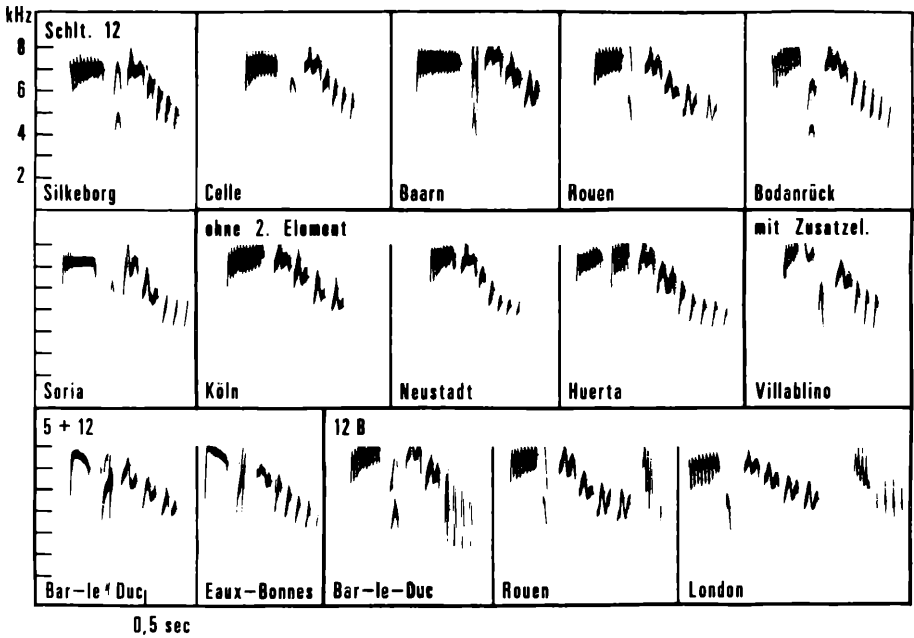 kHz
Schlt. 12
8
6
4
2
Silkeborg
Celle
Baarn
Rouen
Bodanrück
ohne 2. Element
mit Zusatzel.
Soria
Köln
Neustadt
Huerta
Villablino
5 + 12
12 B
Bar-le-Duc
Eaux-Bonnes
Bar-le-Duc
Rouen
London
0,5 sec